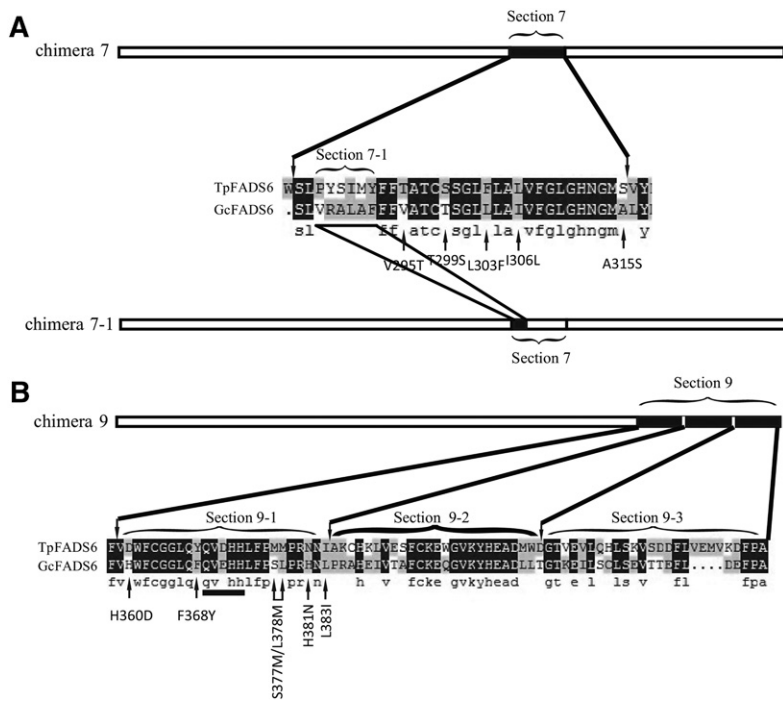 A
Section 7
chimera 7
Section 7-1
TpFADS6 WSLPYSIMYFFTATCSSGLFLALVFGLGHNGMSVY
GcFADS6 .SLVRALAFFFVATCTSGLLLAIVFGLGHNGMALY
sl ff atc sgl la vfglghngm y
V295T T299S L303F I306L A315S
chimera 7-1
Section 7
B
Section 9
chimera 9
Section 9-1 Section 9-2 Section 9-3
TpFADS6 FVDWFCGGLQYQVDHHLFPMMPRNNIAKCHKLVESFCKEWGVKYHEADMWDGTVEVLQHLSKVSDDFLVEMVKDFPA
GcFADS6 FVHWFCGGLQFQVEHHLFPSLPRHNLPRAHEIVTAFCKEQGVKYHEADLLTGTKEILSCLSEVTTEFL....DEFPA
fv wfcgglq qv hhlfp pr n h v fcke gvkyhead gt e l ls v fl fpa
H360D F368Y S377M/L378M H381N L383I